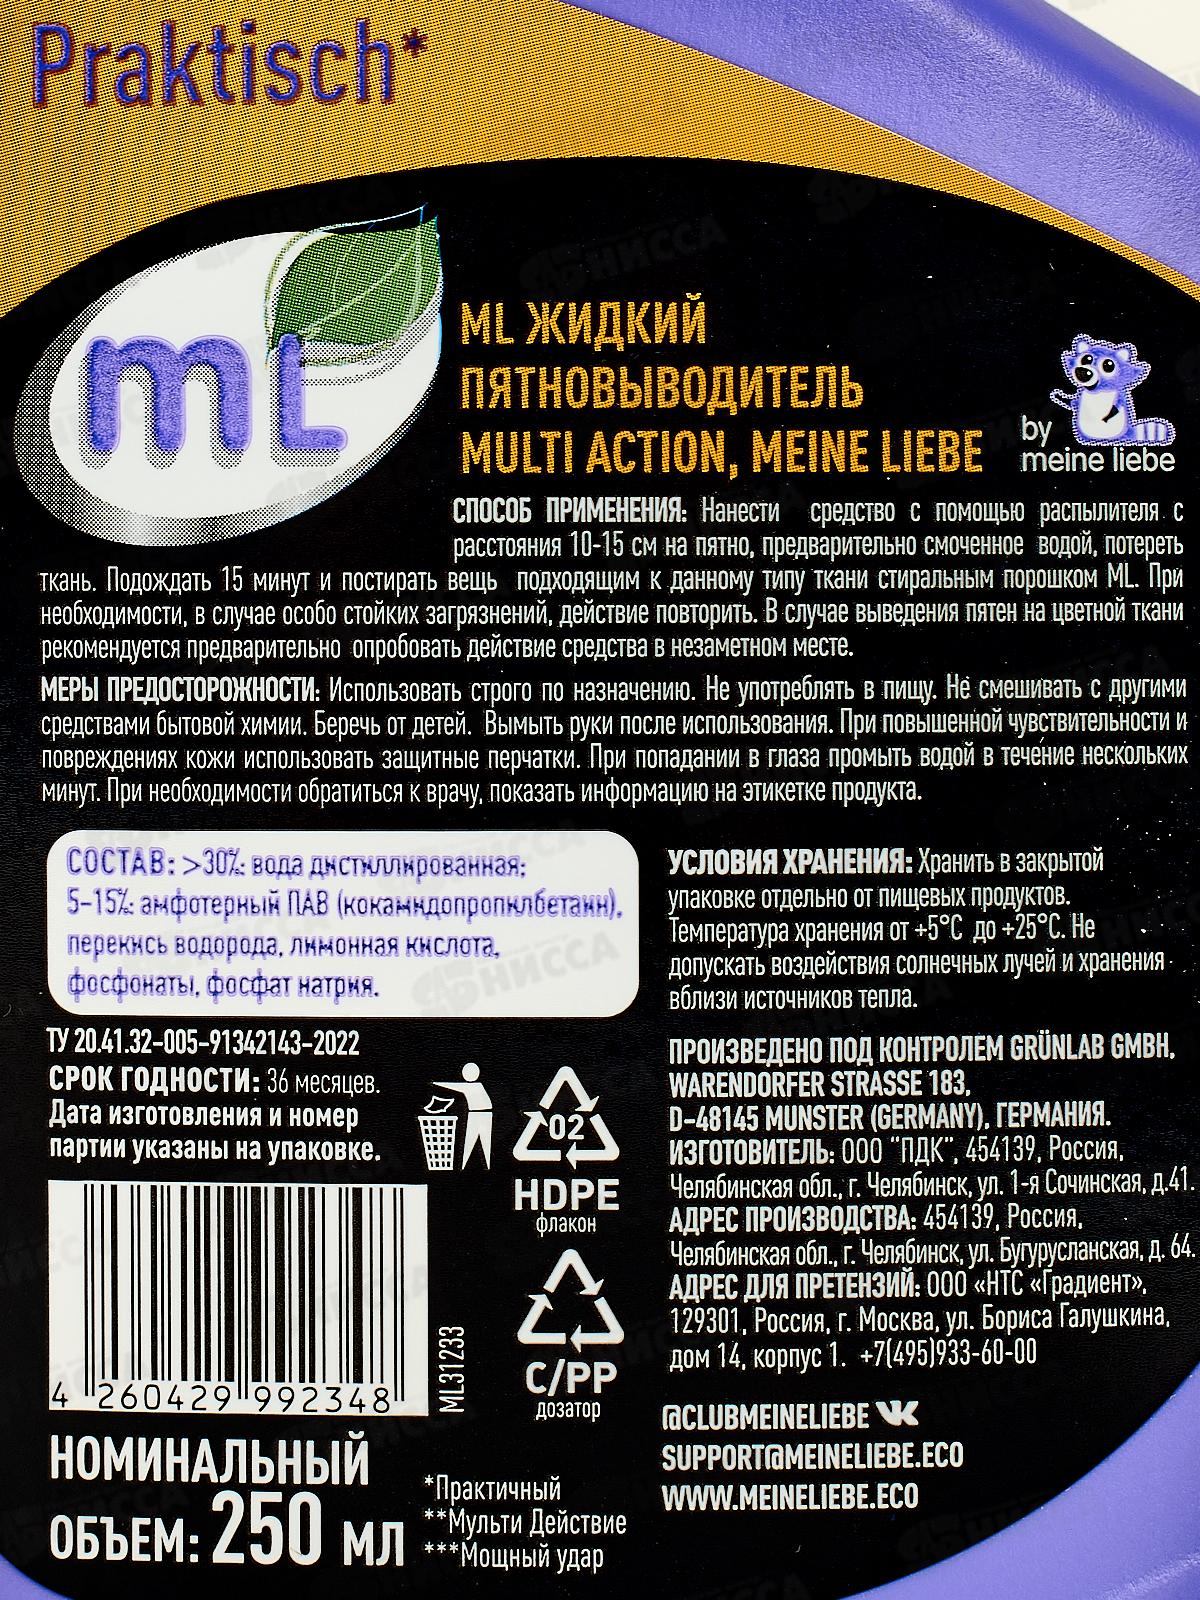 Praktisch*
mL
ML ЖИДКИЙ
ПЯТНОВЫВОДИТЕЛЬ
MULTI ACTION, MEINE LIEBE
by
meine liebe
СПОСОБ ПРИМЕНЕНИЯ: Нанести средство с помощью распылителя с
расстояния 10-15 см на пятно, предварительно смоченное водой, потереть
ткань. Подождать 15 минут и постирать вещь подходящим к данному типу ткани стиральным порошком ML. При
необходимости, в случае особо стойких загрязнений, действие повторить. В случае выведения пятен на цветной ткани
рекомендуется предварительно опробовать действие средства в незаметном месте.
МЕРЫ ПРЕДОСТОРОЖНОСТИ: Использовать строго по назначению. Не употреблять в пищу. Не смешивать с другими
средствами бытовой химии. Беречь от детей. Вымыть руки после использования. При повышенной чувствительности и
повреждениях кожи использовать защитные перчатки. При попадании в глаза промыть водой в течение нескольких
минут. При необходимости обратиться к врачу, показать информацию на этикетке продукта.
СОСТАВ: >30%: вода дистиллированная;
5-15%: амфотерный ПАВ (кокамидопропилбетаин),
перекись водорода, лимонная кислота,
фосфонаты, фосфат натрия.
ТУ 20.41.32-005-91342143-2022
СРОК ГОДНОСТИ: 36 месяцев.
Дата изготовления и номер
партии указаны на упаковке.
02
HDPE
флакон
C/PP
дозатор
4 260429 992348
ML31233
НОМИНАЛЬНЫЙ
ОБЪЕМ: 250 МЛ
*Практичный
**Мульти Действие
***Мощный удар
УСЛОВИЯ ХРАНЕНИЯ: Хранить в закрытой
упаковке отдельно от пищевых продуктов.
Температура хранения от +5°C до +25°C. Не
допускать воздействия солнечных лучей и хранения
вблизи источников тепла.
ПРОИЗВЕДЕНО ПОД КОНТРОЛЕМ GRÜNLAB GMBH,
WARENDORFER STRASSE 183,
D-48145 MUNSTER (GERMANY), ГЕРМАНИЯ.
ИЗГОТОВИТЕЛЬ: ООО "ПДК", 454139, Россия,
Челябинская обл., г. Челябинск, ул. 1-я Сочинская, д.41.
АДРЕС ПРОИЗВОДСТВА: 454139, Россия,
Челябинская обл., г. Челябинск, ул. Бугурусланская, д. 64.
АДРЕС ДЛЯ ПРЕТЕНЗИЙ: ООО «НТС «Градиент»,
129301, Россия, г. Москва, ул. Бориса Галушкина,
дом 14, корпус 1. +7(495)933-60-00
@CLUBMEINELIEBE
SUPPORT@MEINELIEBE.ECO
WWW.MEINELIEBE.ECO